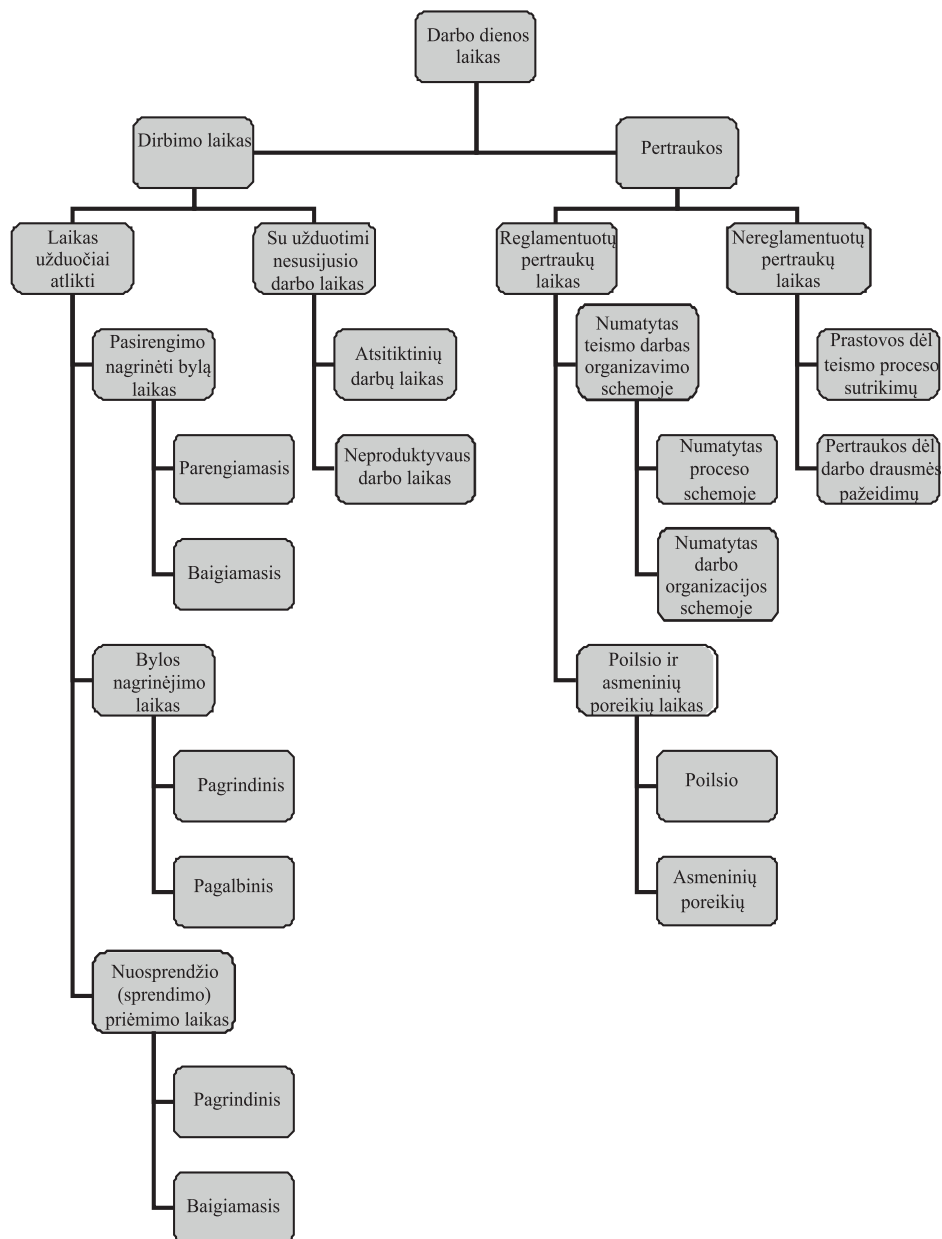 Darbo dienos
laikas
Dirbimo laikas
Pertraukos
Laikas
užduočiai
atlikti
Su užduotimi
nesusijusio
darbo laikas
Reglamentuotų
pertraukų
laikas
Nereglamentuotų
pertraukų
laikas
Pasirengimo
nagrinėti bylą
laikas
Parengiamasis
Baigiamasis
Bylos
nagrinėjimo
laikas
Pagrindinis
Pagalbinis
Nuosprendžio
(sprendimo)
priėmimo laikas
Pagrindinis
Baigiamasis
Atsitiktinių
darbų laikas
Neproduktyvaus
darbo laikas
Numatytas
teismo darbas
organizavimo
schemoje
Numatytas
proceso
schemoje
Numatytas
darbo
organizacijos
schemoje
Poilsio ir
asmeninių
poreikių laikas
Poilsio
Asmeninių
poreikių
Prastovos dėl
teismo proceso
sutrikimų
Pertraukos dėl
darbo drausmės
pažeidimų